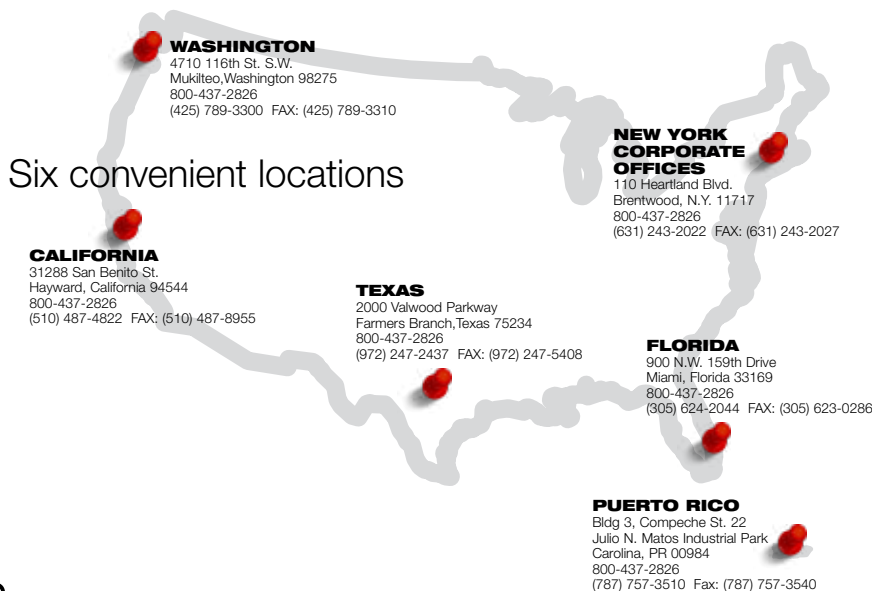 WASHINGTON
4710 116th St. S.W.
Mukilteo,Washington 98275
800-437-2826
(425) 789-3300 FAX: (425) 789-3310
Six convenient locations
NEW YORK
CORPORATE
OFFICES
110 Heartland Blvd.
Brentwood, N.Y. 11717
800-437-2826
(631) 243-2022 FAX: (631) 243-2027
CALIFORNIA
31288 San Benito St.
Hayward, California 94544
800-437-2826
(510) 487-4822 FAX: (510) 487-8955
TEXAS
2000 Valwood Parkway
Farmers Branch,Texas 75234
800-437-2826
(972) 247-2437 FAX: (972) 247-5408
FLORIDA
900 N.W. 159th Drive
Miami, Florida 33169
800-437-2826
(305) 624-2044 FAX: (305) 623-0286
PUERTO RICO
Bldg 3, Compeche St. 22
Julio N. Matos Industrial Park
Carolina, PR 00984
800-437-2826
(787) 757-3510 Fax: (787) 757-3540